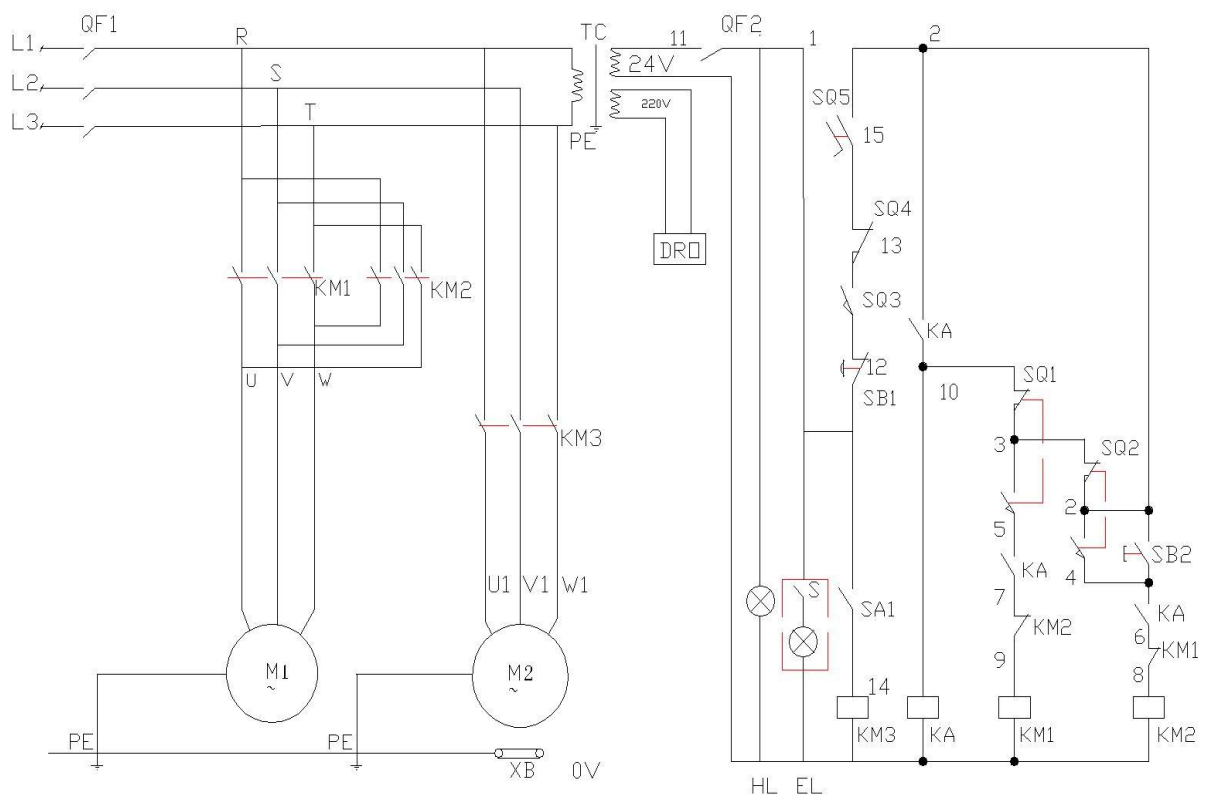 QF1 R TC QF2 1 2
L1 11
24V
S
L2
SQ5
220V
T
L3 PE 15
SQ4
13
DRO
KM1 KM2 SQ3
KA
12
SB1
U V W 10 SQ1
KM3 3 SQ2
2
5 SB2
KA 4
U1 V1 W1 S SA1 7 KA
KM2 6 KM1
M1 M2 9 8
~ ~ 14
PE PE KM3 KA KM1 KM2
XB 0V
HL EL